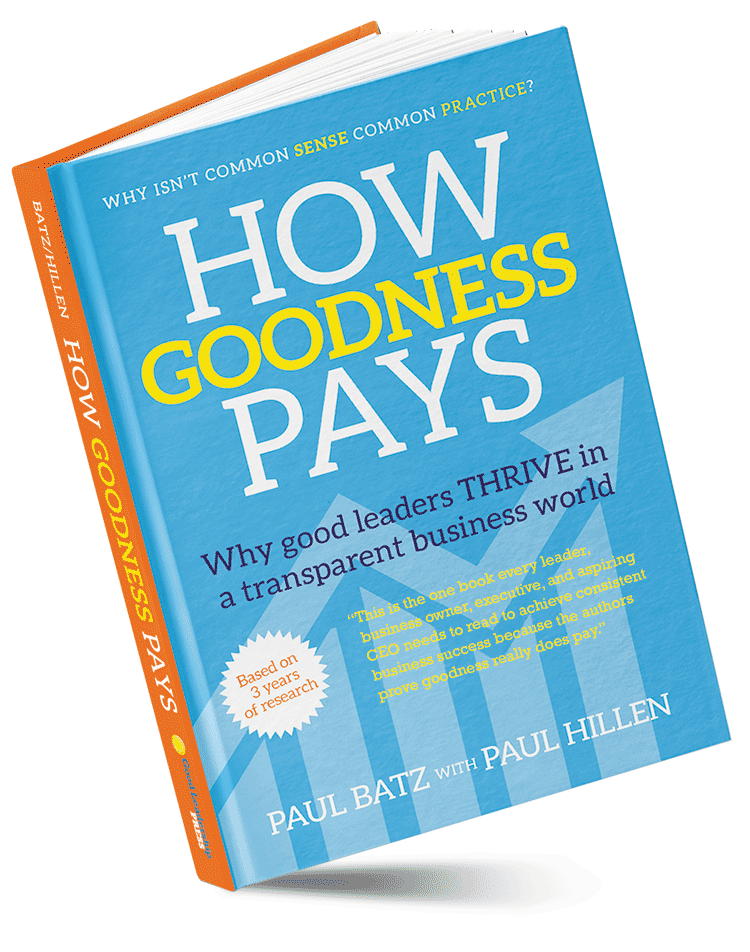 WHY ISN'T COMMON SENSE COMMON PRACTICE?
HOW
GOODNESS
PAYS
Why good leaders THRIVE in
a transparent business world
“This is the one book every leader,
business owner, executive, and aspiring
CEO needs to read to achieve consistent
business success because the authors
prove goodness really does pay.”
Based on
3 years
of research
PAUL BATZ WITH PAUL HILLEN
BATZ/HILLEN HOW GOODNESS PAYS
Good Leadership
PRESS